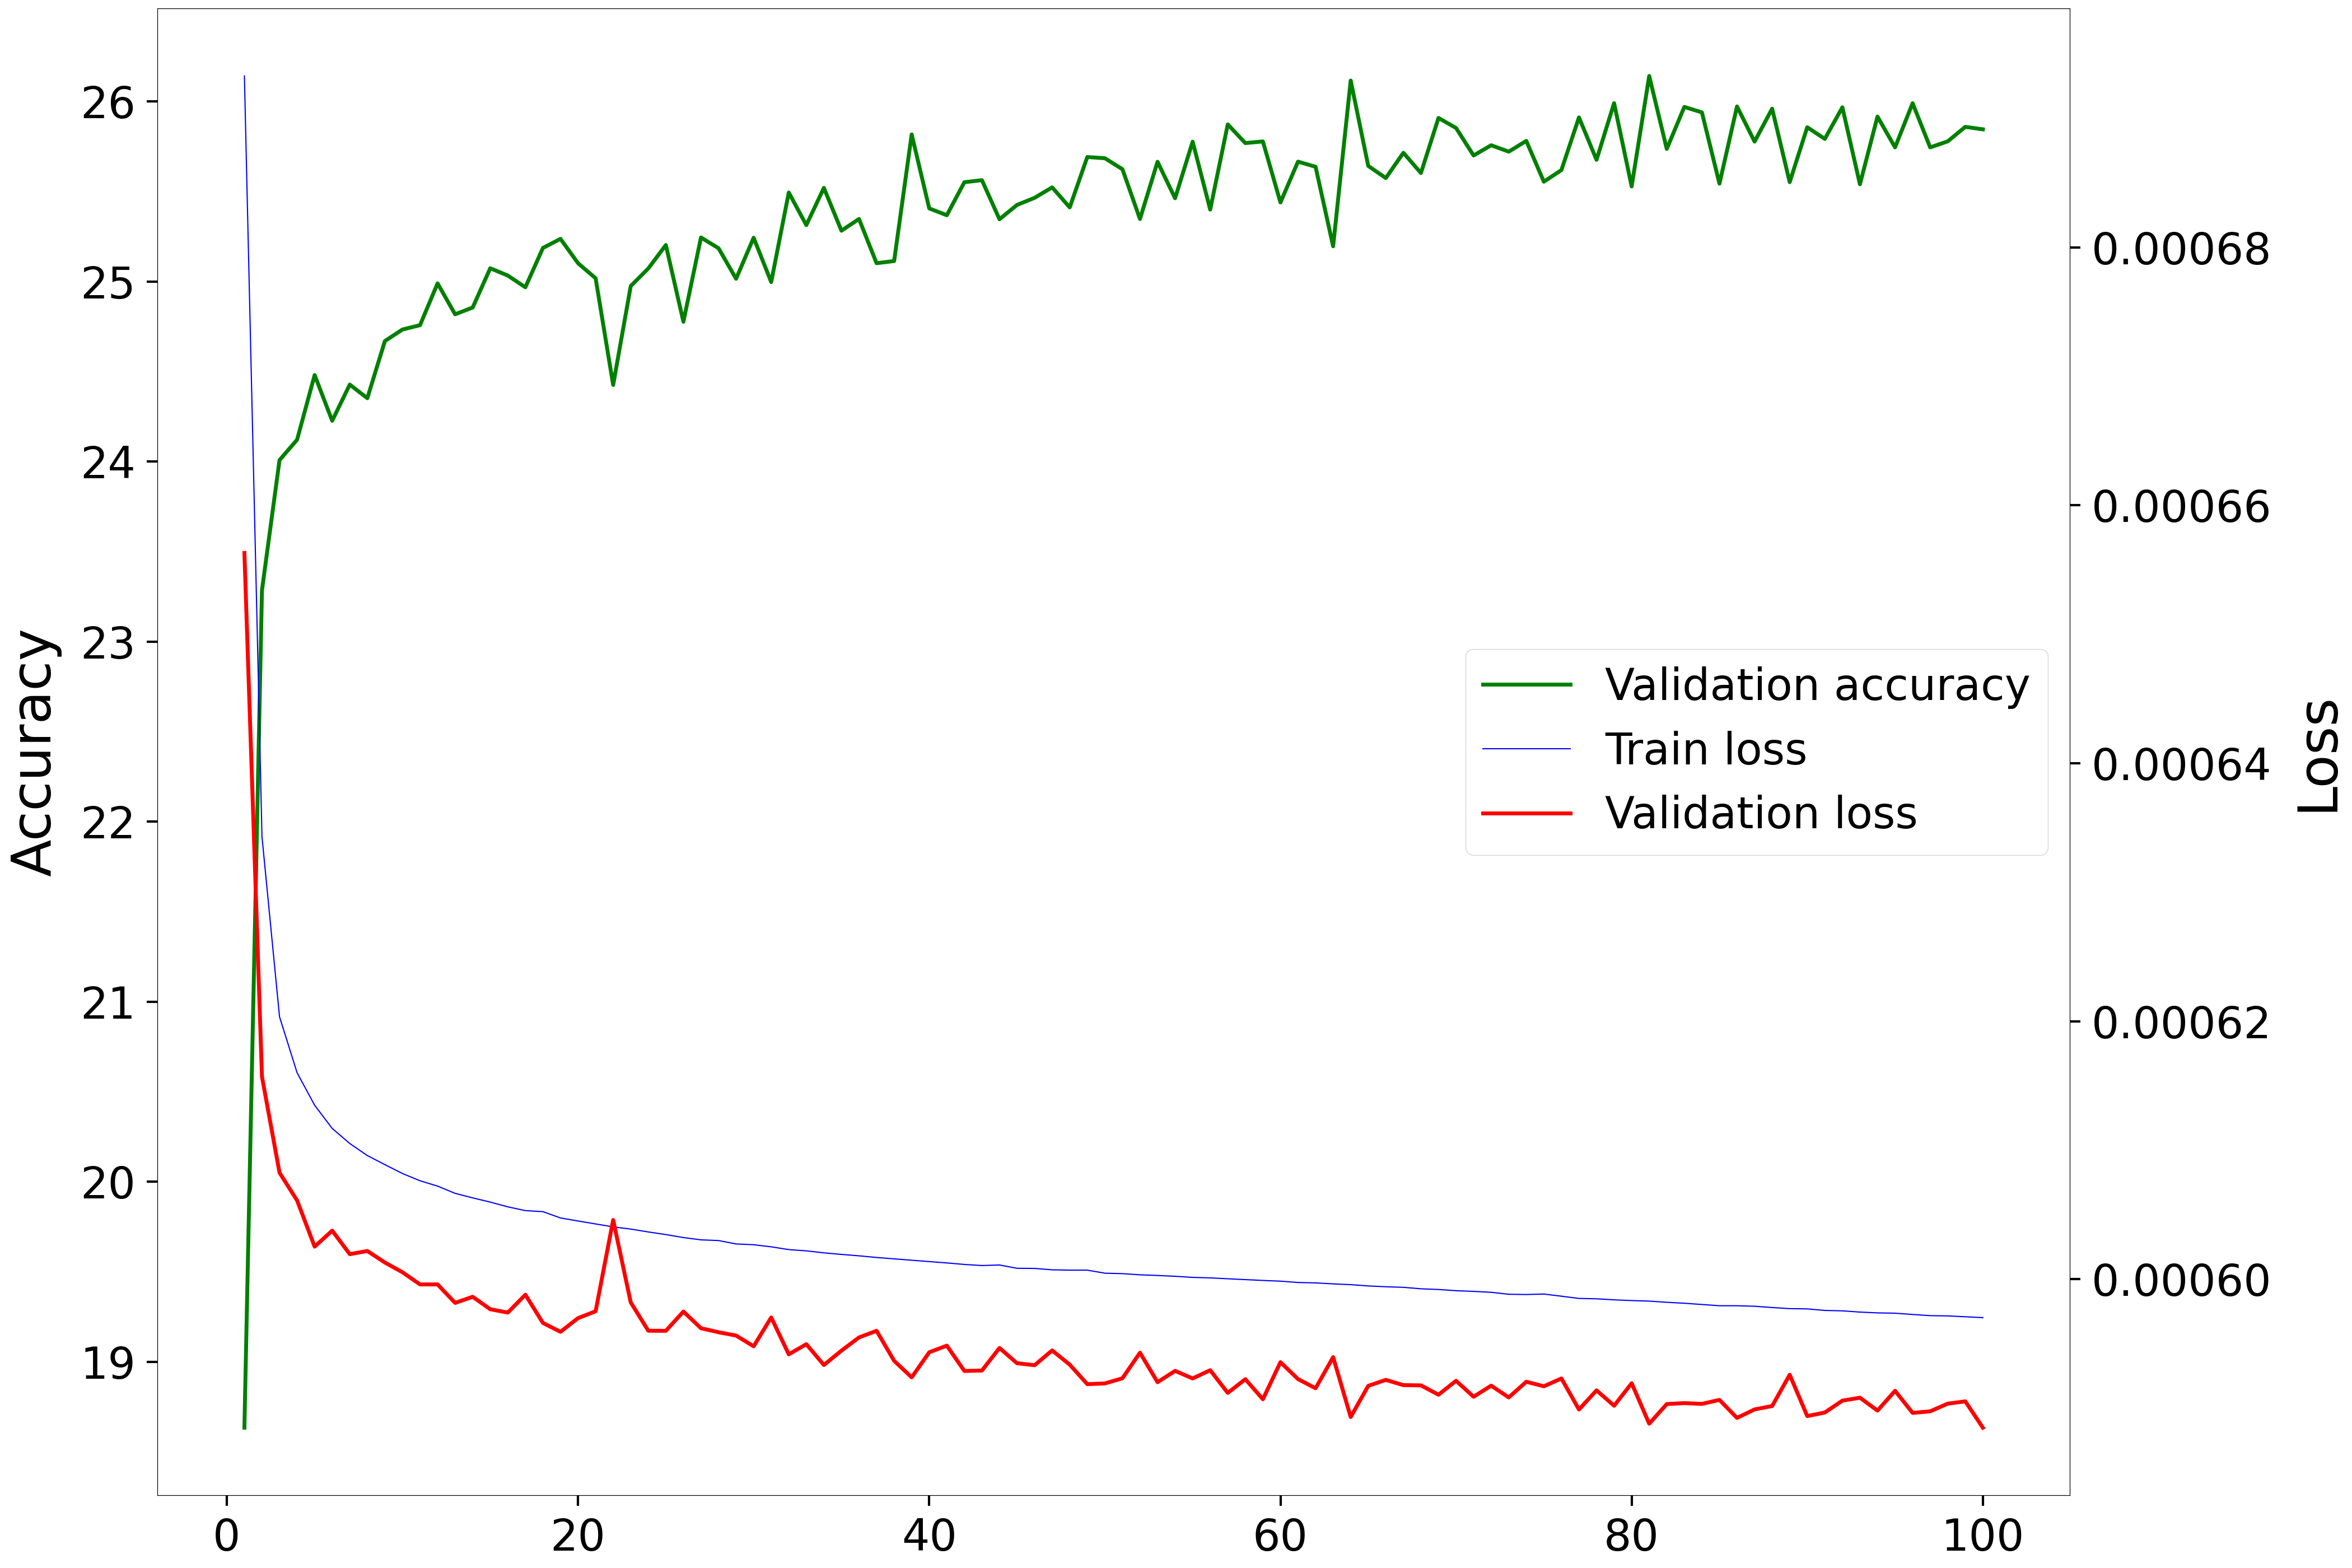 Accuracy
26
25
24
23
22
21
20
19
0 20 40 60 80 100
Validation accuracy
Train loss
Validation loss
0.00068
0.00066
0.00064
0.00062
0.00060
Loss